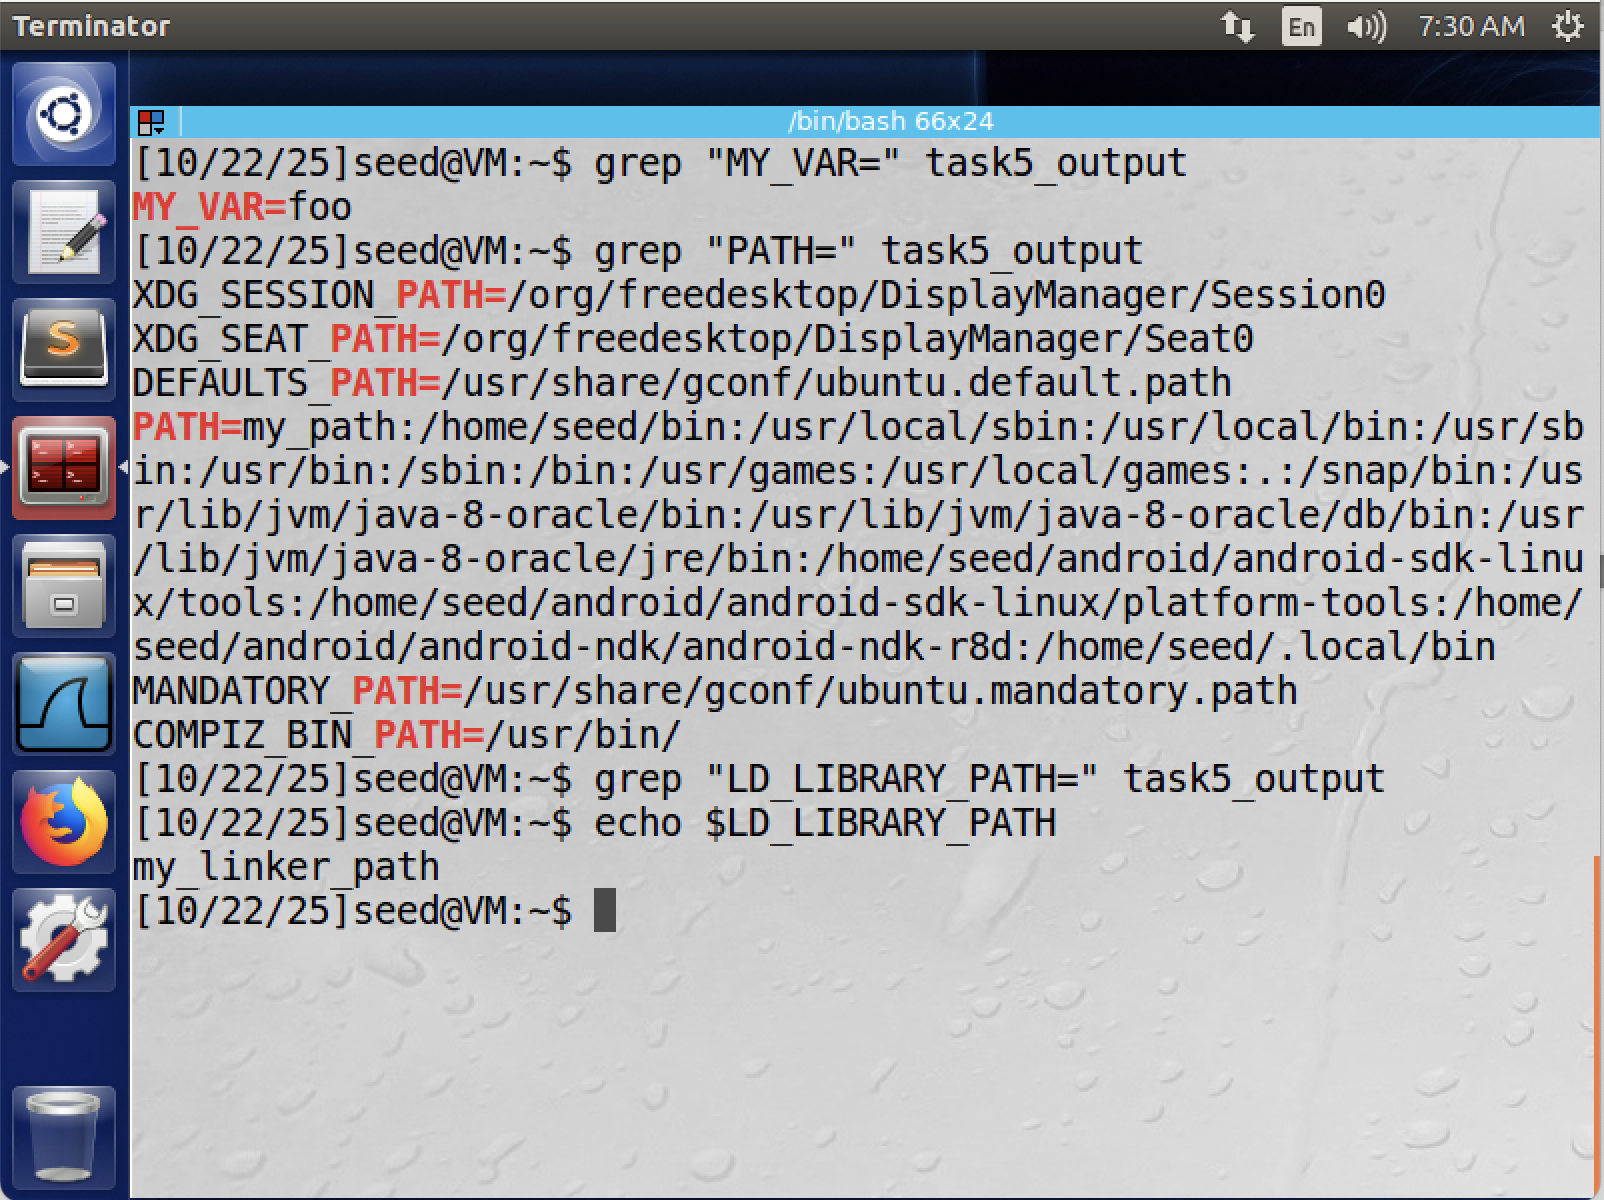 Terminator
En
7:30 AM
/bin/bash 66x24
[10/22/25]seed@VM:~$ grep "MY_VAR=" task5_output
MY_VAR=foo
[10/22/25]seed@VM:~$ grep "PATH=" task5_output
XDG_SESSION_PATH=/org/freedesktop/DisplayManager/Session0
XDG_SEAT_PATH=/org/freedesktop/DisplayManager/Seat0
DEFAULTS_PATH=/usr/share/gconf/ubuntu.default.path
PATH=my_path:/home/seed/bin:/usr/local/sbin:/usr/local/bin:/usr/sb
in:/usr/bin:/sbin:/bin:/usr/games:/usr/local/games:.:/snap/bin:/us
r/lib/jvm/java-8-oracle/bin:/usr/lib/jvm/java-8-oracle/db/bin:/usr
/lib/jvm/java-8-oracle/jre/bin:/home/seed/android/android-sdk-linu
x/tools:/home/seed/android/android-sdk-linux/platform-tools:/home/
seed/android/android-ndk/android-ndk-r8d:/home/seed/.local/bin
MANDATORY_PATH=/usr/share/gconf/ubuntu.mandatory.path
COMPIZ_BIN_PATH=/usr/bin/
[10/22/25]seed@VM:~$ grep "LD_LIBRARY_PATH=" task5_output
[10/22/25]seed@VM:~$ echo $LD_LIBRARY_PATH
my_linker_path
[10/22/25]seed@VM:~$